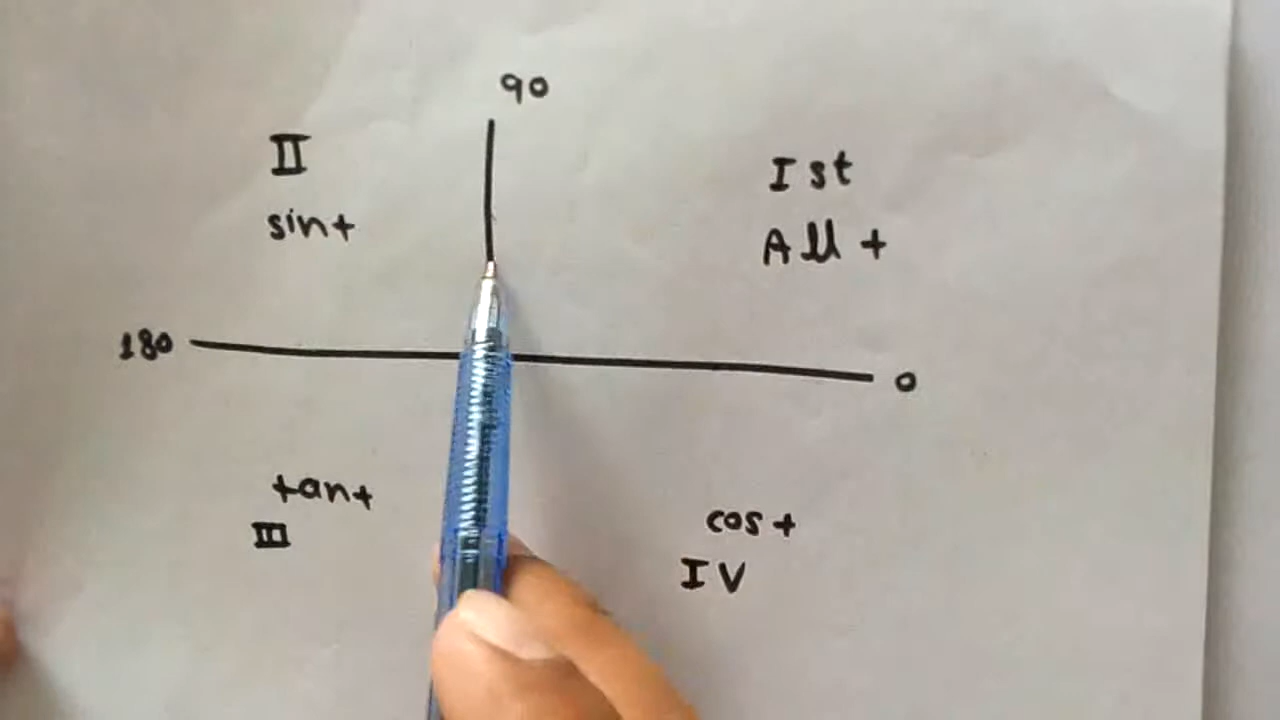 90
II
sin+
Ist
All +
180
0
tan+
III
cos+
IV